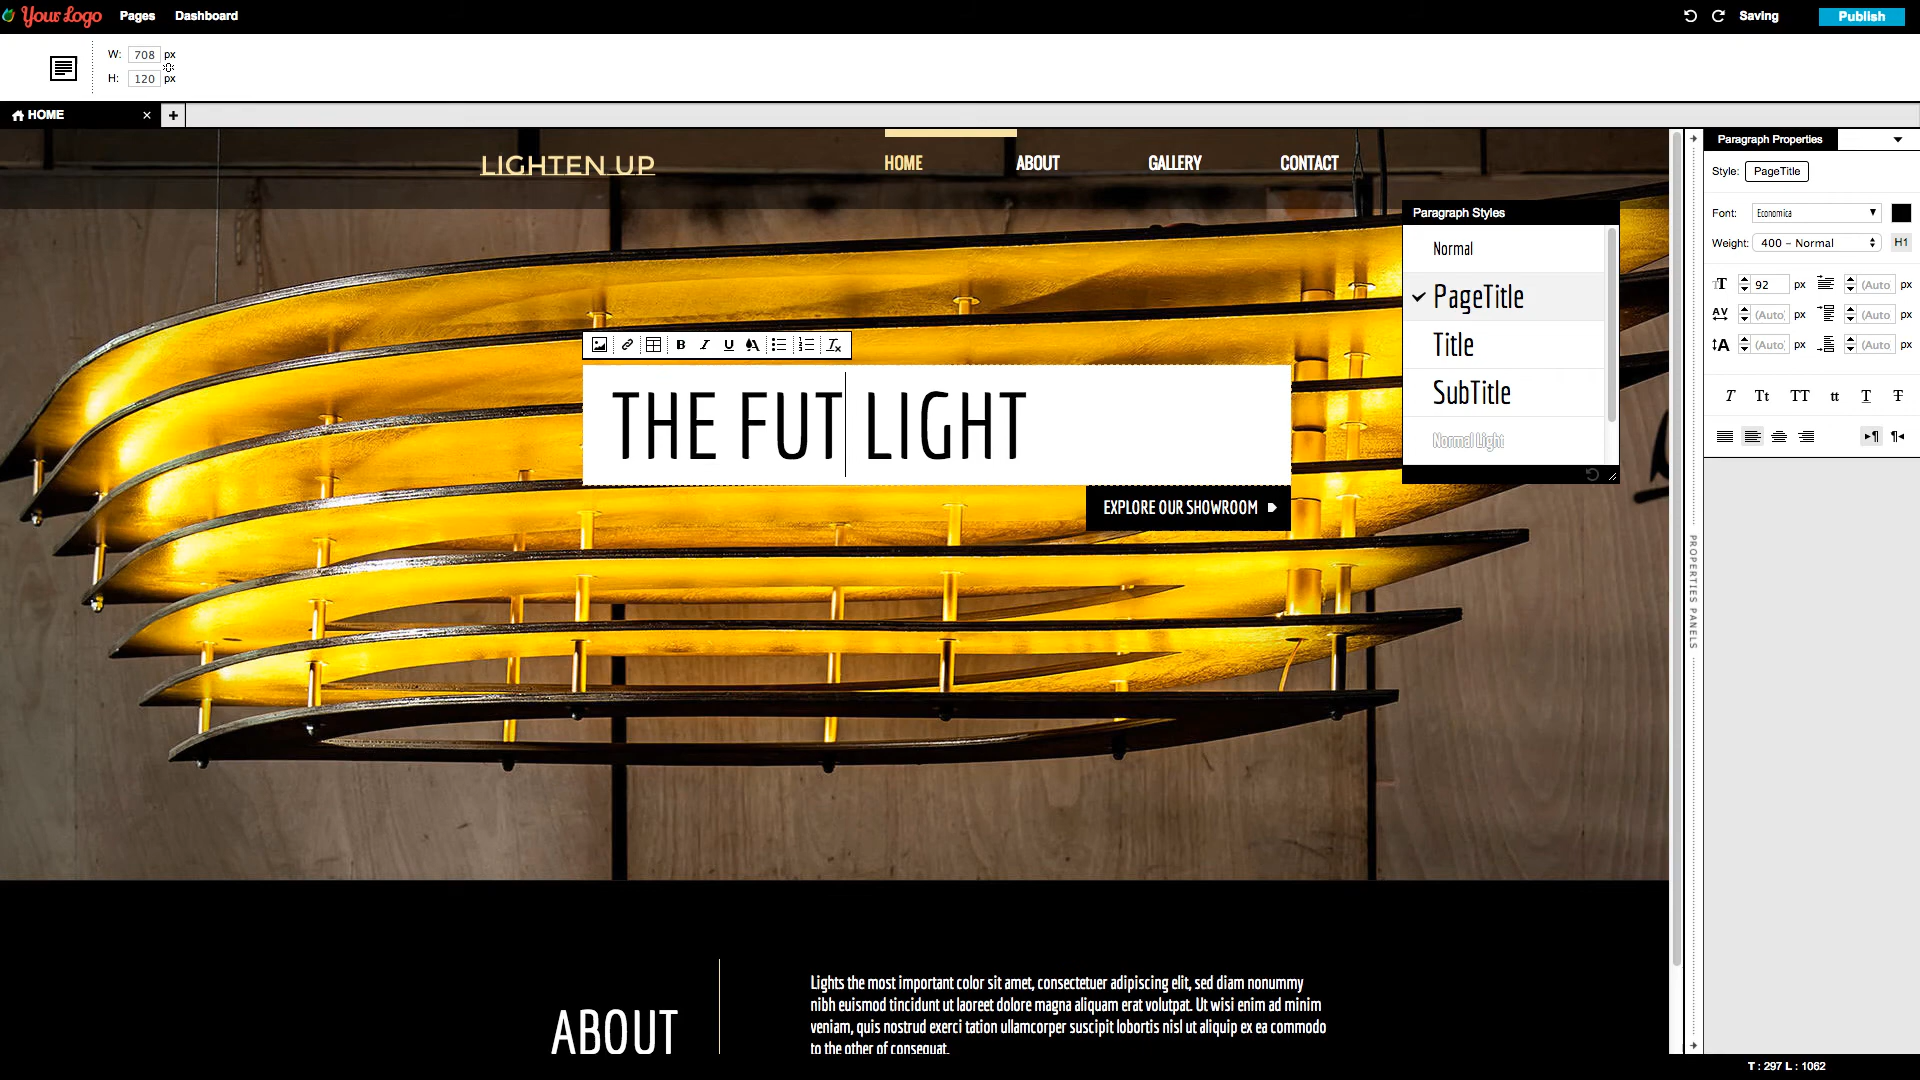 Your Logo Pages Dashboard Saving Publish
W: 708 px
H: 120 px
HOME × +
LIGHTEN UP HOME ABOUT GALLERY CONTACT
B I U
THE FUT LIGHT
EXPLORE OUR SHOWROOM
Paragraph Styles
Normal
PageTitle
Title
SubTitle
Normal Light
PROPERTIES PANELS
Paragraph Properties
Style: PageTitle
Font: Economica
Weight: 400 – Normal H1
92 px (Auto px
(Auto) px (Auto px
(Auto) px (Auto px
T Tt TT tt T T
ABOUT
Lights the most important color sit amet, consectetuer adipiscing elit, sed diam nonummy
nibh euismod tincidunt ut laoreet dolore magna aliquam erat volutpat. Ut wisi enim ad minim
veniam, quis nostrud exerci tation ullamcorper suscipit lobortis nisl ut aliquip ex ea commodo
to the other of consequat.
T : 297 L : 1062